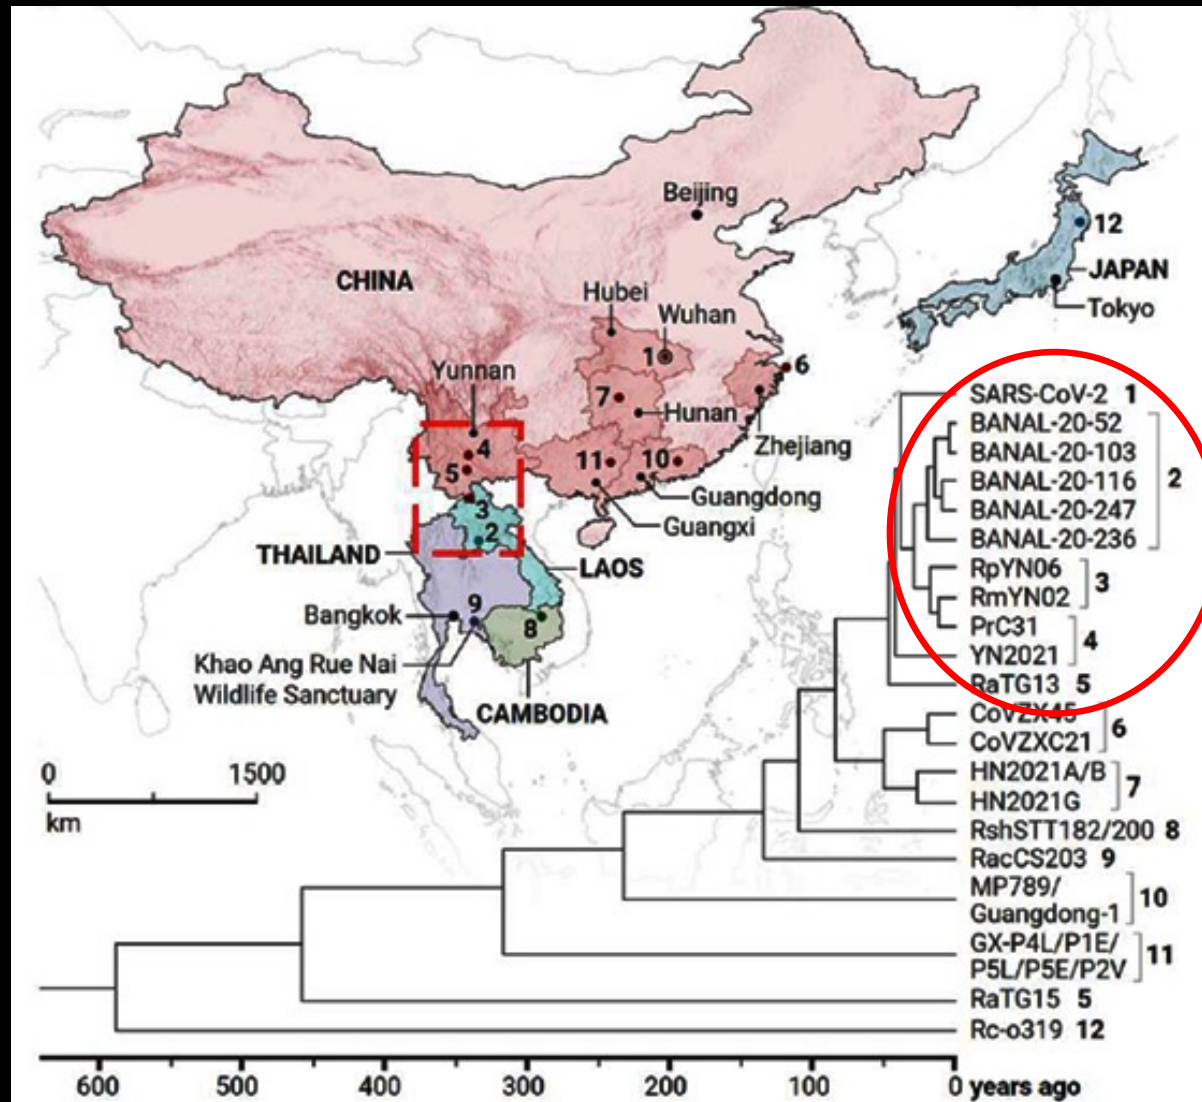 Beijing
12
CHINA
JAPAN
Hubei
Tokyo
Wuhan
1
6
Yunnan
7
Hunan
SARS-CoV-2 1
BANAL-20-52
Zhejiang
BANAL-20-103
4
11
10
BANAL-20-116
2
5
Guangdong
BANAL-20-247
3
Guangxi
BANAL-20-236
2
THAILAND
LAOS
RpYN06
3
RmYN02
Bangkok
9
8
PrC31
4
YN2021
Khao Ang Rue Nai
Wildlife Sanctuary
RaTG13 5
CAMBODIA
CoVZX45
6
CoVZXC21
0 1500
km
HN2021A/B
7
HN2021G
RshSTT182/200 8
RacCS203 9
MP789/
10
Guangdong-1
GX-P4L/P1E/
11
P5L/P5E/P2V
RaTG15 5
Rc-o319 12
600 500 400 300 200 100 0 years ago